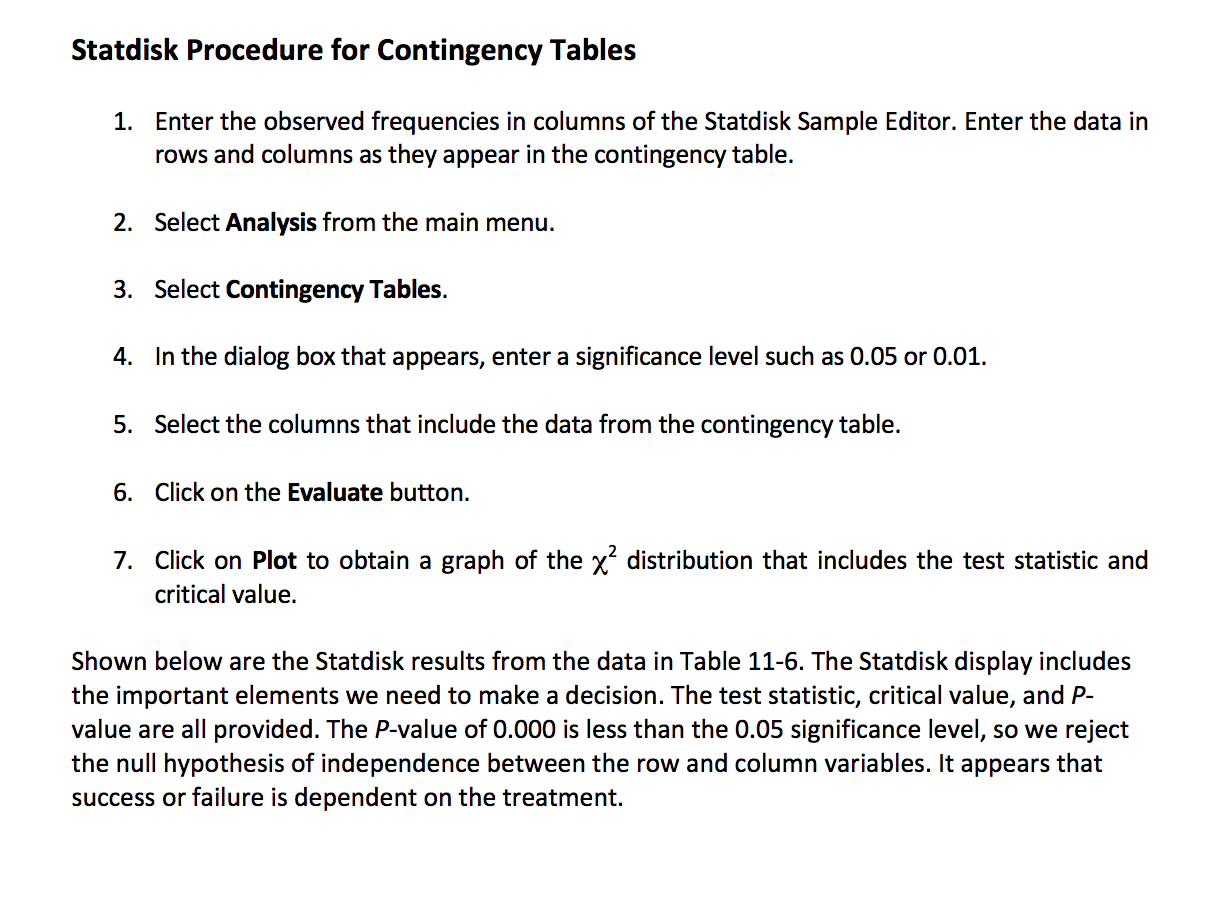 Statdisk Procedure for Contingency Tables
1. Enter the observed frequencies in columns of the Statdisk Sample Editor. Enter the data in
rows and columns as they appear in the contingency table.
2. Select Analysis from the main menu.
3. Select Contingency Tables.
4. In the dialog box that appears, enter a significance level such as 0.05 or 0.01.
5. Select the columns that include the data from the contingency table.
6. Click on the Evaluate button.
7. Click on Plot to obtain a graph of the χ² distribution that includes the test statistic and
critical value.
Shown below are the Statdisk results from the data in Table 11-6. The Statdisk display includes
the important elements we need to make a decision. The test statistic, critical value, and P-
value are all provided. The P-value of 0.000 is less than the 0.05 significance level, so we reject
the null hypothesis of independence between the row and column variables. It appears that
success or failure is dependent on the treatment.